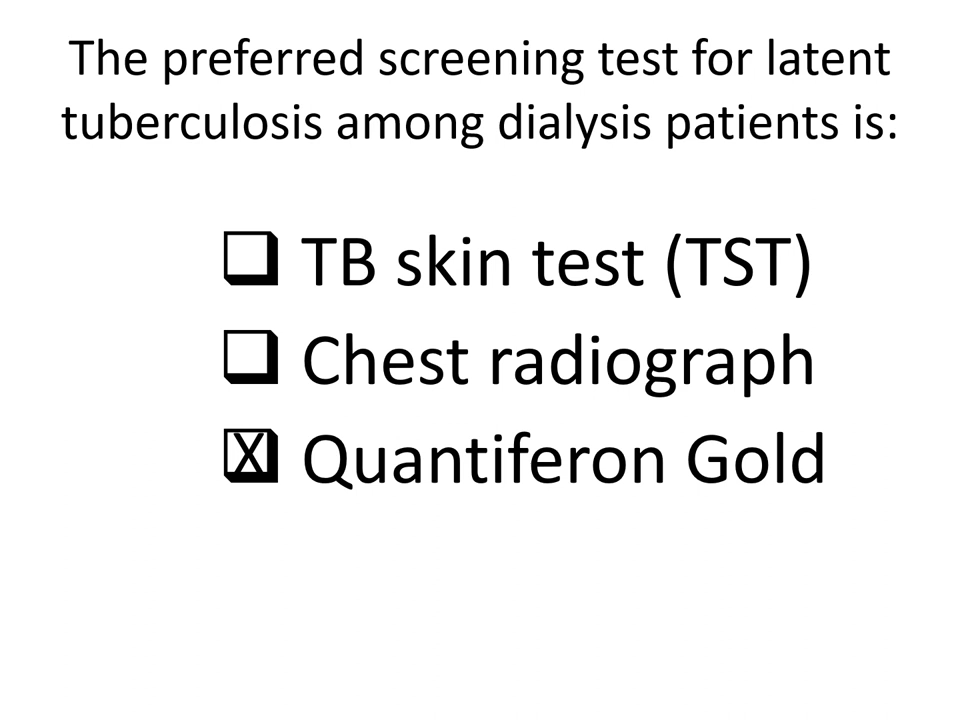 The preferred screening test for latent
tuberculosis among dialysis patients is:
❑ TB skin test (TST)
❑ Chest radiograph
❑ X Quantiferon Gold